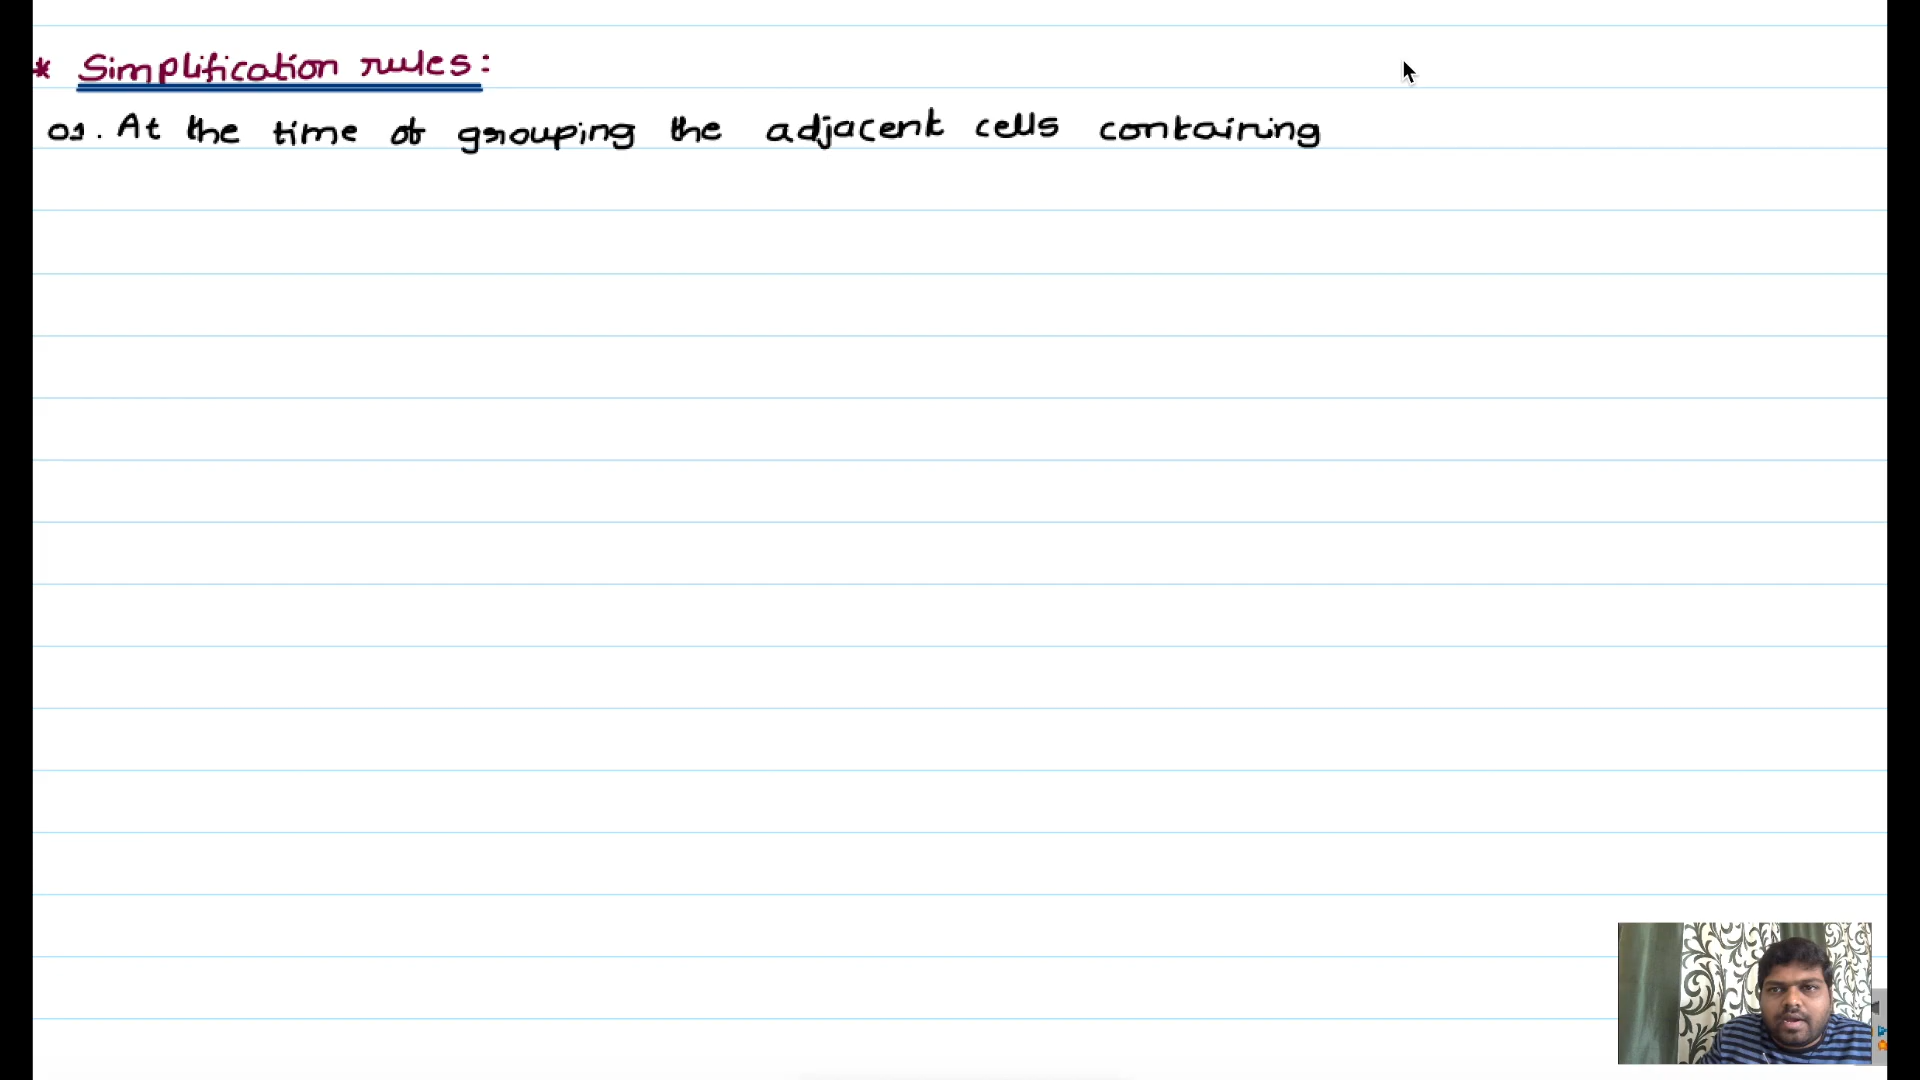 * Simplification rules:
01. At the time of grouping the adjacent cells containing